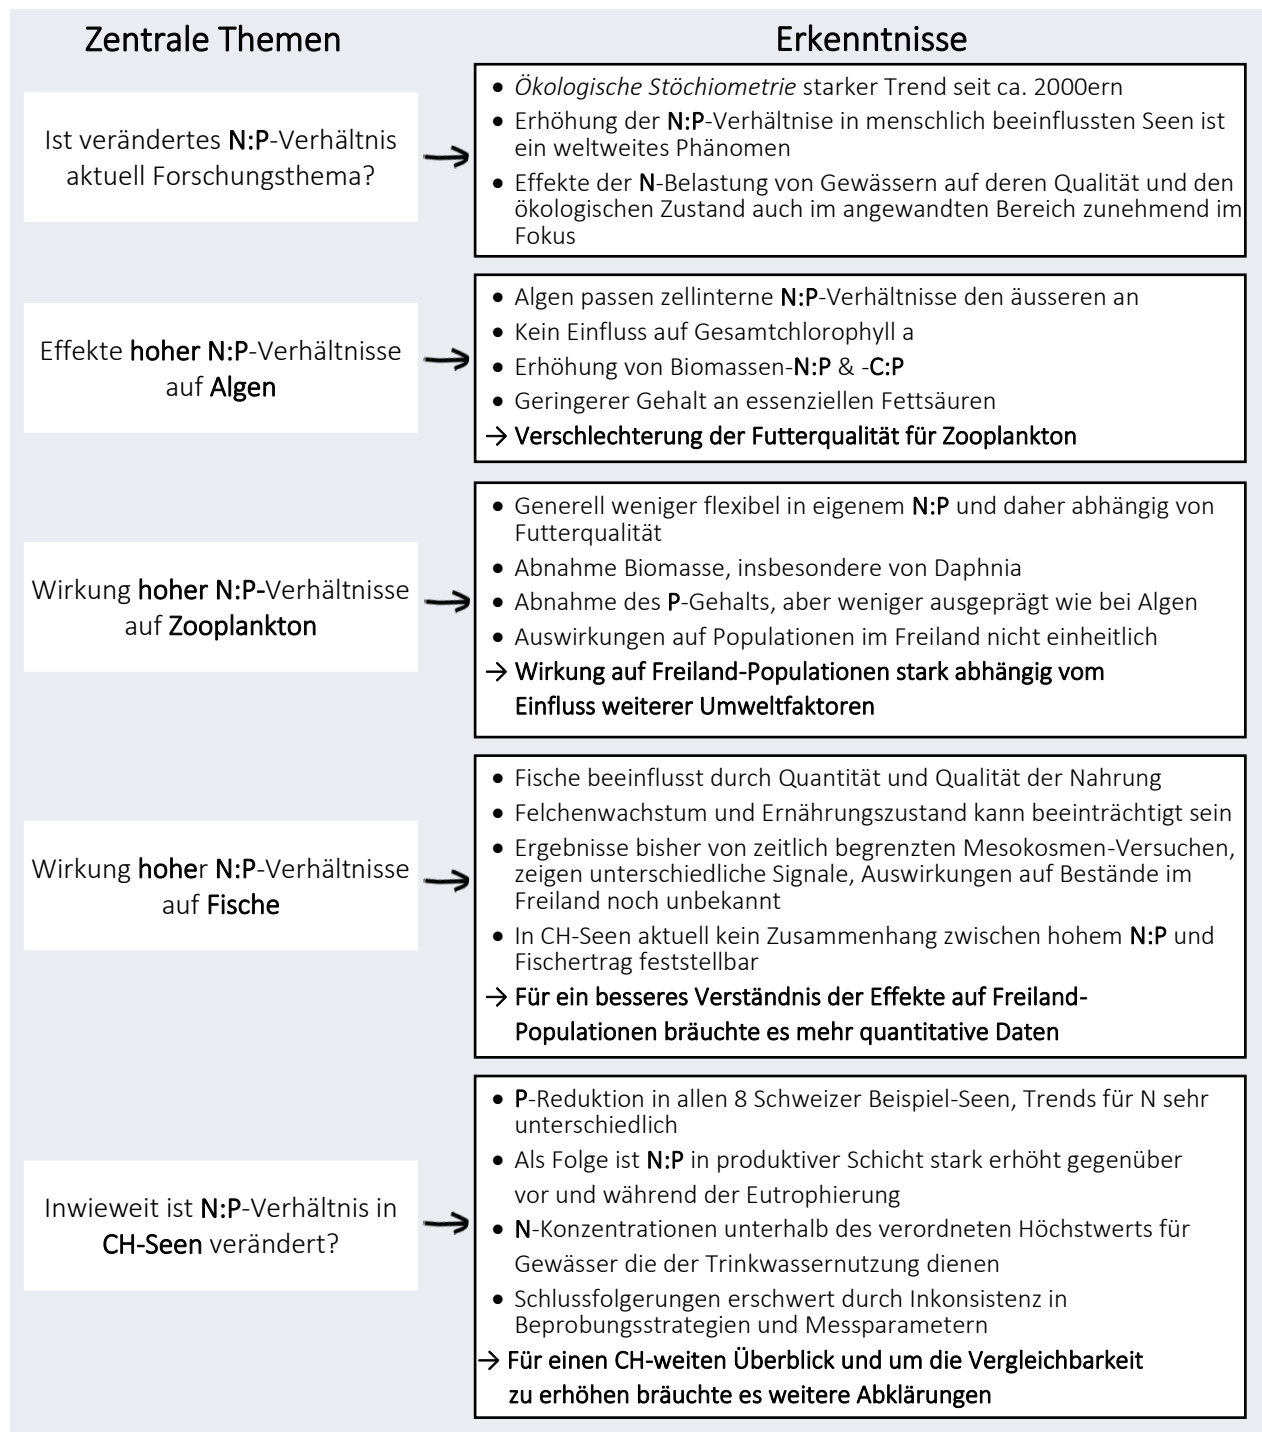 Zentrale Themen
Erkenntnisse
Ist verändertes N:P-Verhältnis
aktuell Forschungsthema?
• Ökologische Stöchiometrie starker Trend seit ca. 2000ern
• Erhöhung der N:P-Verhältnise in menschlich beeinflussten Seen ist
ein weltweites Phänomen
• Effekte der N-Belastung von Gewässern auf deren Qualität und den
ökologischen Zustand auch im angewandten Bereich zunehmend im
Fokus
Effekte hoher N:P-Verhältnisse
auf Algen
• Algen passen zellinterne N:P-Verhältnisse den äusseren an
• Kein Einfluss auf Gesamtchlorophyll a
• Erhöhung von Biomassen-N:P & -C:P
• Geringerer Gehalt an essenziellen Fettsäuren
→ Verschlechterung der Futterqualität für Zooplankton
Wirkung hoher N:P-Verhältnisse
auf Zooplankton
• Generell weniger flexibel in eigenem N:P und daher abhängig von
Futterqualität
• Abnahme Biomasse, insbesondere von Daphnia
• Abnahme des P-Gehalts, aber weniger ausgeprägt wie bei Algen
• Auswirkungen auf Populationen im Freiland nicht einheitlich
→ Wirkung auf Freiland-Populationen stark abhängig vom
Einfluss weiterer Umweltfaktoren
Wirkung hoher N:P-Verhältnisse
auf Fische
• Fische beeinflusst durch Quantität und Qualität der Nahrung
• Felchenwachstum und Ernährungszustand kann beeinträchtigt sein
• Ergebnisse bisher von zeitlich begrenzten Mesokosmen-Versuchen,
zeigen unterschiedliche Signale, Auswirkungen auf Bestände im
Freiland noch unbekannt
• In CH-Seen aktuell kein Zusammenhang zwischen hohem N:P und
Fischertrag feststellbar
→ Für ein besseres Verständnis der Effekte auf Freiland-
Populationen bräuchte es mehr quantitative Daten
Inwieweit ist N:P-Verhältnis in
CH-Seen verändert?
• P-Reduktion in allen 8 Schweizer Beispiel-Seen, Trends für N sehr
unterschiedlich
• Als Folge ist N:P in produktiver Schicht stark erhöht gegenüber
vor und während der Eutrophierung
• N-Konzentrationen unterhalb des verordneten Höchstwerts für
Gewässer die der Trinkwassernutzung dienen
• Schlussfolgerungen erschwert durch Inkonsistenz in
Beprobungsstrategien und Messparametern
→ Für einen CH-weiten Überblick und um die Vergleichbarkeit
zu erhöhen bräuchte es weitere Abklärungen